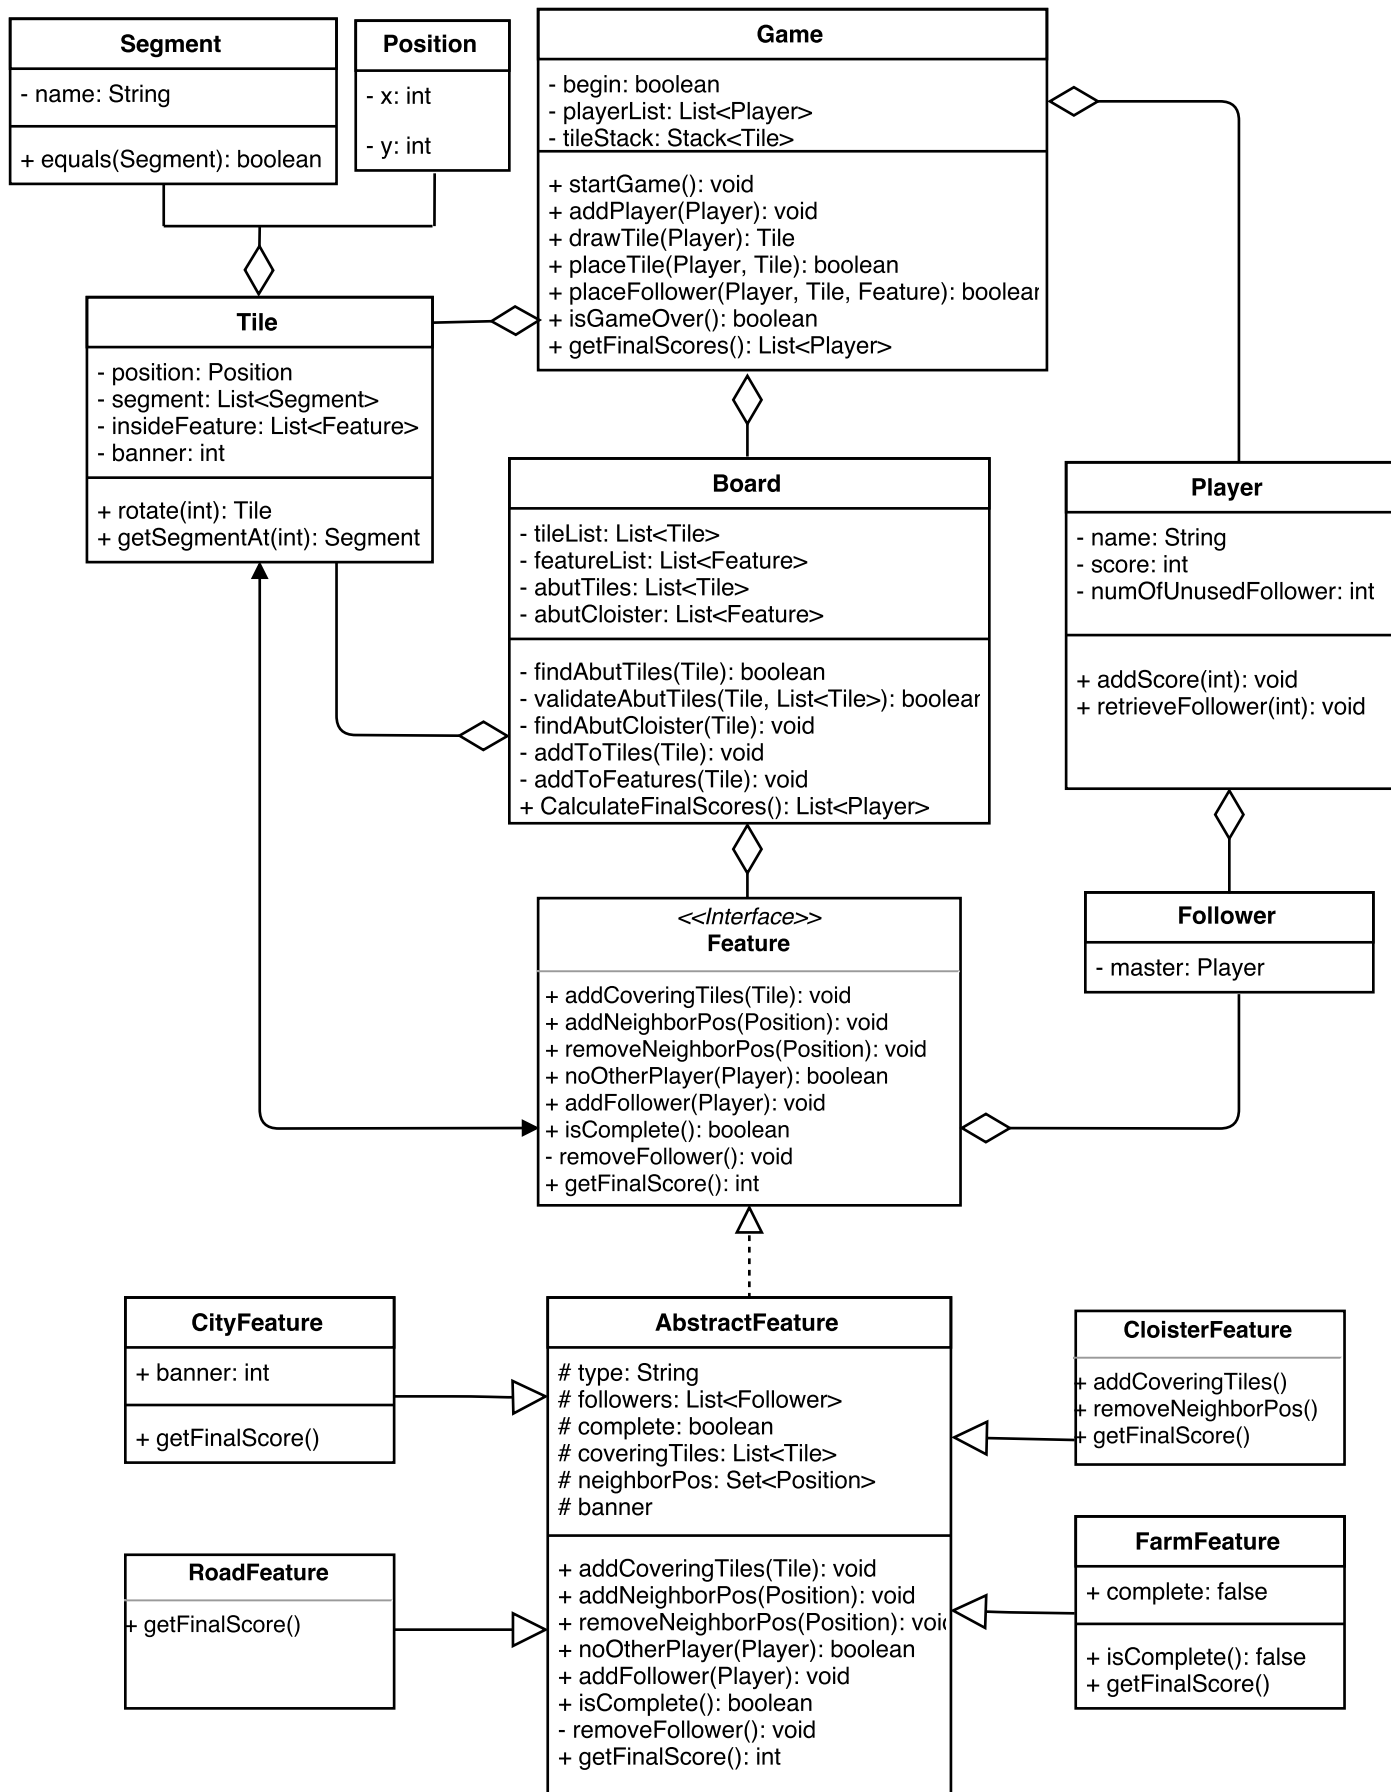 Segment
- name: String
+ equals(Segment): boolean
Position
- x: int
- y: int
Game
- begin: boolean
- playerList: List<Player>
- tileStack: Stack<Tile>
+ startGame(): void
+ addPlayer(Player): void
+ drawTile(Player): Tile
+ placeTile(Player, Tile): boolean
+ placeFollower(Player, Tile, Feature): boolean
+ isGameOver(): boolean
+ getFinalScores(): List<Player>
Tile
- position: Position
- segment: List<Segment>
- insideFeature: List<Feature>
- banner: int
+ rotate(int): Tile
+ getSegmentAt(int): Segment
Board
- tileList: List<Tile>
- featureList: List<Feature>
- abutTiles: List<Tile>
- abutCloister: List<Feature>
- findAbutTiles(Tile): boolean
- validateAbutTiles(Tile, List<Tile>): boolean
- findAbutCloister(Tile): void
- addToTiles(Tile): void
- addToFeatures(Tile): void
+ CalculateFinalScores(): List<Player>
Player
- name: String
- score: int
- numOfUnusedFollower: int
+ addScore(int): void
+ retrieveFollower(int): void
Follower
- master: Player
<<Interface>>
Feature
+ addCoveringTiles(Tile): void
+ addNeighborPos(Position): void
+ removeNeighborPos(Position): void
+ noOtherPlayer(Player): boolean
+ addFollower(Player): void
+ isComplete(): boolean
- removeFollower(): void
+ getFinalScore(): int
CityFeature
+ banner: int
+ getFinalScore()
AbstractFeature
# type: String
# followers: List<Follower>
# complete: boolean
# coveringTiles: List<Tile>
# neighborPos: Set<Position>
# banner
+ addCoveringTiles(Tile): void
+ addNeighborPos(Position): void
+ removeNeighborPos(Position): void
+ noOtherPlayer(Player): boolean
+ addFollower(Player): void
+ isComplete(): boolean
- removeFollower(): void
+ getFinalScore(): int
CloisterFeature
+ addCoveringTiles()
+ removeNeighborPos()
+ getFinalScore()
RoadFeature
+ getFinalScore()
FarmFeature
+ complete: false
+ isComplete(): false
+ getFinalScore()